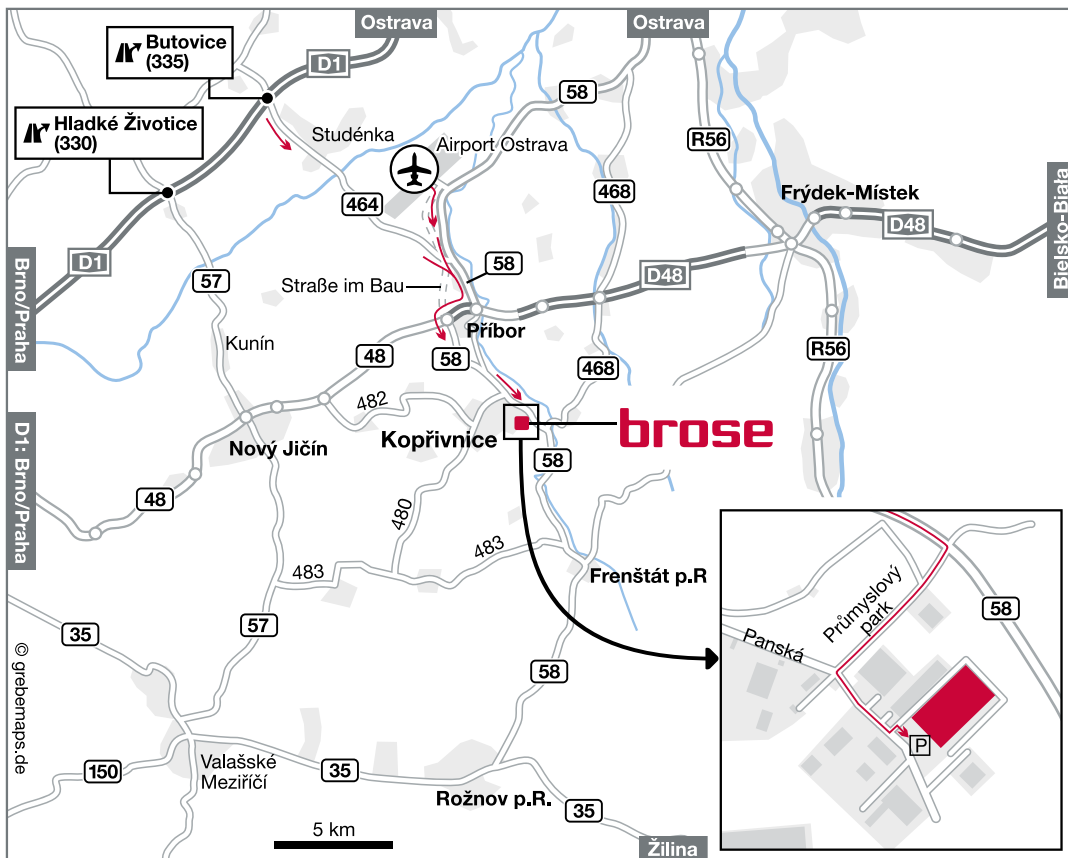 Ostrava
Ostrava
Butovice
(335)
D1
Hladké Životice
(330)
58
Studénka
Airport Ostrava
R56
468
464
Frýdek-Místek
D48
Bielsko-Biała
Brno/Praha
D1
57
58
D48
Straße im Bau
Příbor
Kunín
48
58
R56
468
482
brose
Kopřivnice
Nový Jičín
58
D1: Brno/Praha
48
480
483
483
Frenštát p.R
57
35
58
Průmyslový
park
58
Panská
P
© grebemaps.de
Valašské
Meziříčí
150
35
Rožnov p.R.
35
5 km
Žilina